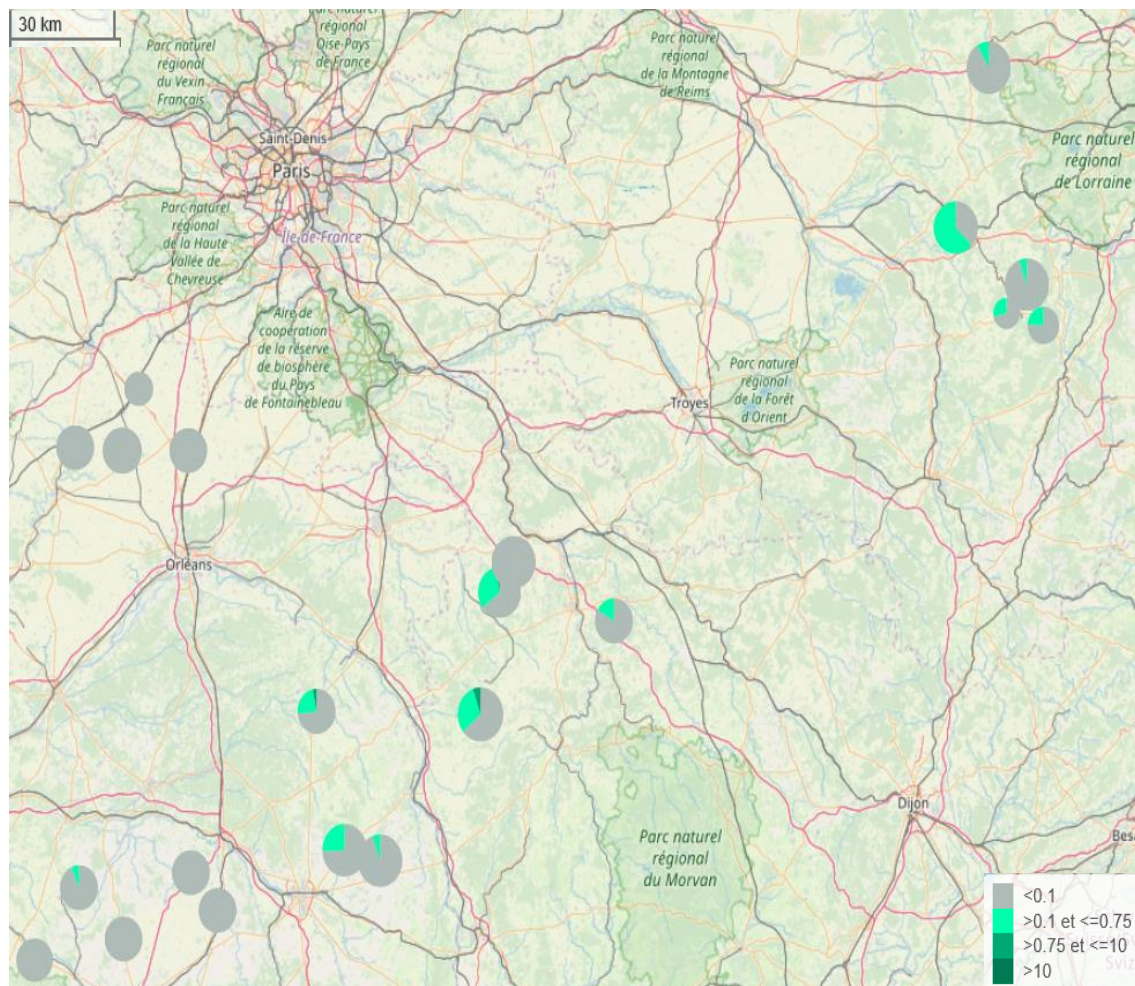 30 km
Parc naturel
régional
Oise-Pays
de France
Parc naturel
régional
du Vexin
Français
Parc naturel
régional
de la Montagne
de Reims
Saint-Denis
Paris
Parc naturel
régional
de Lorraine
Parc naturel
régional
de la Haute
Vallée de
Chevreuse
Île-de-France
Aire de
coopération
de la réserve
de biosphère
du Pays
de Fontainebleau
Parc naturel
régional
de la Forêt
d'Orient
Troyes
Orléans
Dijon
Parc naturel
régional
du Morvan
Bes
<0.1
>0.1 et <=0.75
>0.75 et <=10
>10